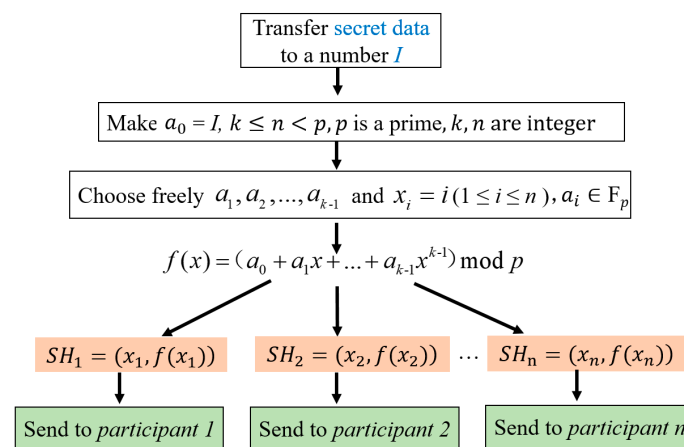 Transfer secret data
to a number I
Make a₀ = I, k ≤ n < p, p is a prime, k, n are integer
Choose freely a₁, a₂, ..., aₖ₋₁ and xᵢ = i (1 ≤ i ≤ n), aᵢ ∈ Fₚ
f(x) = (a₀ + a₁x + ... + aₖ₋₁xᵏ⁻¹) mod p
SH₁ = (x₁, f(x₁)) SH₂ = (x₂, f(x₂)) ... SHₙ = (xₙ, f(xₙ))
Send to participant 1 Send to participant 2 Send to participant n